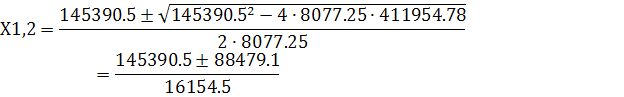 X1,2 = (145390.5 ± √(145390.5² − 4 · 8077.25 · 411954.78)) / (2 · 8077.25)
= (145390.5 ± 88479.1) / 16154.5